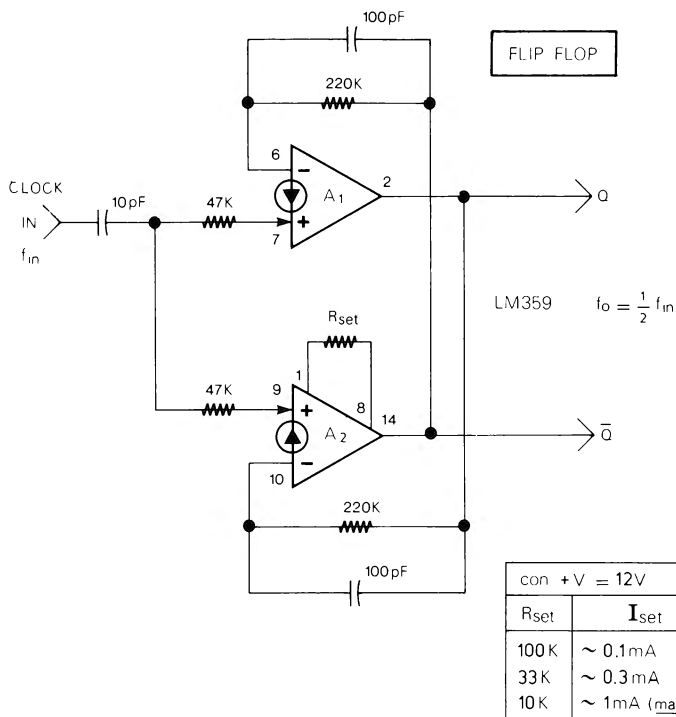 100pF
FLIP FLOP
220K
6
−
2
CLOCK
10pF
47K
A1
Q
IN
+
7
fin
LM359 fo = 1/2 fin
Rset
1
47K
9
8
14
+
A2
Q̅
−
10
220K
100pF
con +V = 12V
Rset Iset
100K ~ 0.1mA
33K ~ 0.3mA
10K ~ 1mA (ma